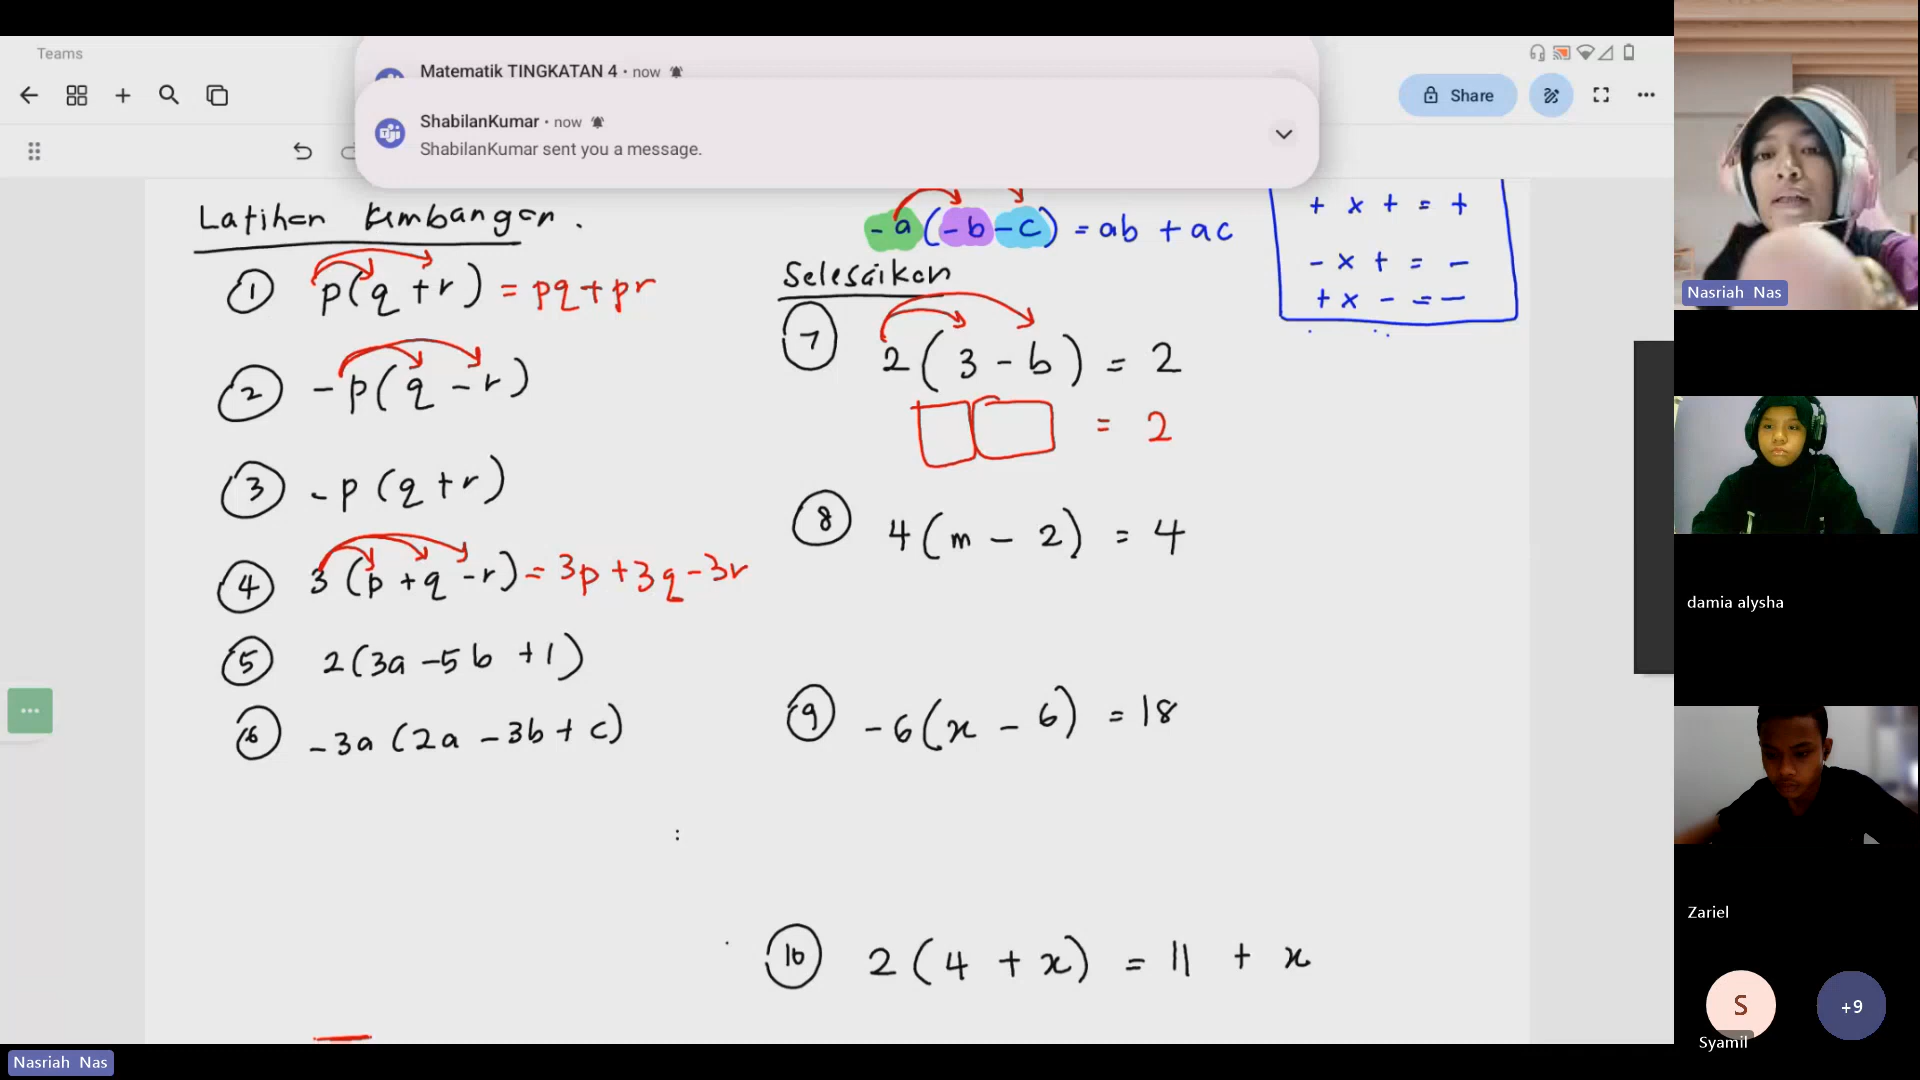 Teams
Matematik TINGKATAN 4 • now
ShabilanKumar • now
ShabilanKumar sent you a message.
Share
Latihan kembangan.
① p(q + r) = pq + pr
② - p(q - r)
③ - p (q + r)
④ 3 (p + q - r) = 3p + 3q - 3r
⑤ 2(3a - 5b + 1)
⑥ - 3a (2a - 3b + c)
- a (- b - c) = ab + ac
Selesaikan
⑦ 2 ( 3 - b ) = 2
= 2
⑧ 4 ( m - 2 ) = 4
⑨ - 6 ( x - 6 ) = 18
⑩ 2 ( 4 + x ) = 11 + x
+ x + = +
- x + = -
+ x - = -
Nasriah Nas
damia alysha
Zariel
S
+9
Syamil
Nasriah Nas